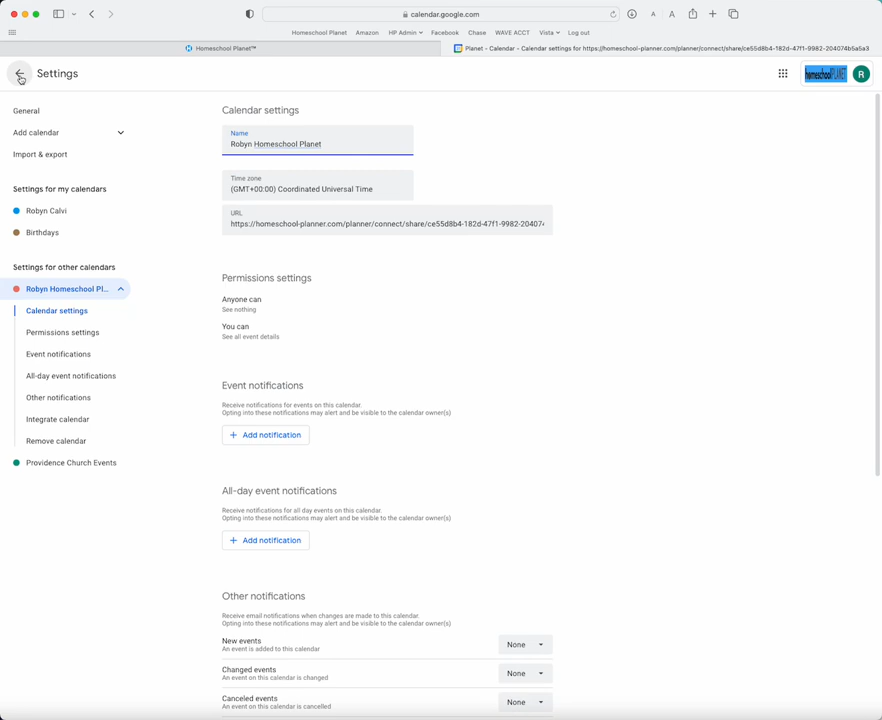 calendar.google.com
A A
Homeschool Planet Amazon HP Admin Facebook Chase WAVE ACCT Vista Log out
Homeschool Planet™
Planet - Calendar - Calendar settings for https://homeschool-planner.com/planner/connect/share/ce55d8b4-182d-47f1-9982-204074b5a5a3
Settings
homeschoolPLANET
R
General
Add calendar
Import & export
Settings for my calendars
Robyn Calvi
Birthdays
Settings for other calendars
Robyn Homeschool Pl...
Calendar settings
Permissions settings
Event notifications
All-day event notifications
Other notifications
Integrate calendar
Remove calendar
Providence Church Events
Calendar settings
Name
Robyn Homeschool Planet
Time zone
(GMT+00:00) Coordinated Universal Time
URL
https://homeschool-planner.com/planner/connect/share/ce55d8b4-182d-47f1-9982-204074
Permissions settings
Anyone can
See nothing
You can
See all event details
Event notifications
Receive notifications for events on this calendar.
Opting into these notifications may alert and be visible to the calendar owner(s)
+ Add notification
All-day event notifications
Receive notifications for all day events on this calendar.
Opting into these notifications may alert and be visible to the calendar owner(s)
+ Add notification
Other notifications
Receive email notifications when changes are made to this calendar.
Opting into these notifications may alert and be visible to the calendar owner(s)
New events
An event is added to this calendar
None
Changed events
An event on this calendar is changed
None
Canceled events
An event on this calendar is cancelled
None